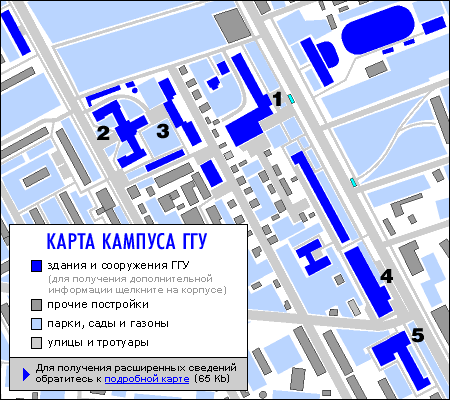 1
2
3
КАРТА КАМПУСА ГГУ
здания и сооружения ГГУ
(для получения дополнительной
информации щелкните на корпусе)
прочие постройки
4
парки, сады и газоны
улицы и тротуары
5
Для получения расширенных сведений
обратитесь к подробной карте (65 Kb)